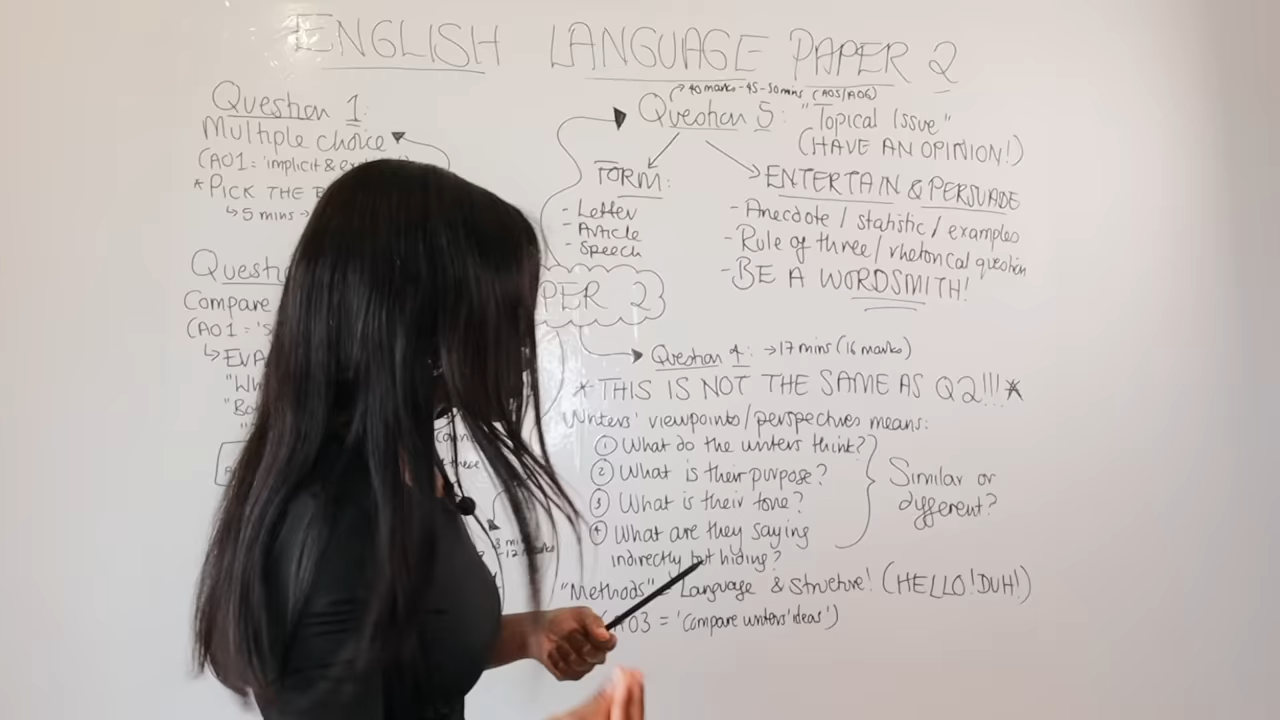 ENGLISH LANGUAGE PAPER 2
Question 1:
Multiple choice
(AO1 = 'implicit &
*PICK THE
↳ 5 mins →
Compare
(AO1 =
PER 2
3
-12 marks
→ 40 marks - 45-50 mins (AO5/AO6)
Question 5: "Topical Issue"
(HAVE AN OPINION!)
FORM:
- Letter
- Article
- Speech
ENTERTAIN & PERSUADE
- Anecdote / statistic / examples
- Rule of three / rhetorical question
- BE A WORDSMITH!
Question 4: → 17 mins (16 marks)
*THIS IS NOT THE SAME AS Q2!!!*
Writers' viewpoints/perspectives means:
① What do the writers think?
② What is their purpose?
③ What is their tone?
④ What are they saying
indirectly but hiding?
Similar or
different?
"Methods" = Language & Structure! (HELLO! DUH!)
(AO3 = 'compare writers' ideas')